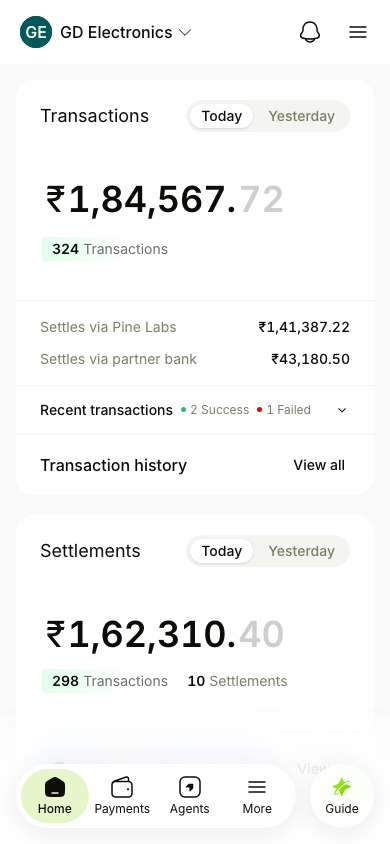 GE GD Electronics
Transactions Today Yesterday
₹1,84,567.72
324 Transactions
Settles via Pine Labs ₹1,41,387.22
Settles via partner bank ₹43,180.50
Recent transactions 2 Success 1 Failed
Transaction history View all
Settlements Today Yesterday
₹1,62,310.40
298 Transactions 10 Settlements
View
Home Payments Agents More Guide